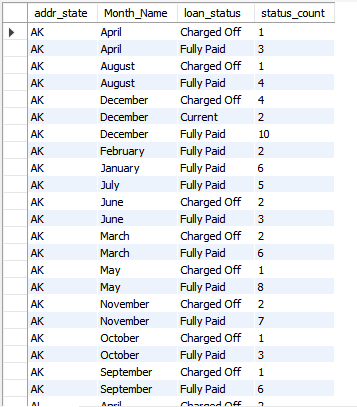 addr_state Month_Name loan_status status_count
AK April Charged Off 1
AK April Fully Paid 3
AK August Charged Off 1
AK August Fully Paid 4
AK December Charged Off 4
AK December Current 2
AK December Fully Paid 10
AK February Fully Paid 2
AK January Fully Paid 6
AK July Fully Paid 5
AK June Charged Off 2
AK June Fully Paid 3
AK March Charged Off 2
AK March Fully Paid 6
AK May Charged Off 1
AK May Fully Paid 8
AK November Charged Off 2
AK November Fully Paid 7
AK October Charged Off 1
AK October Fully Paid 3
AK September Charged Off 1
AK September Fully Paid 6
April Charged Off 2